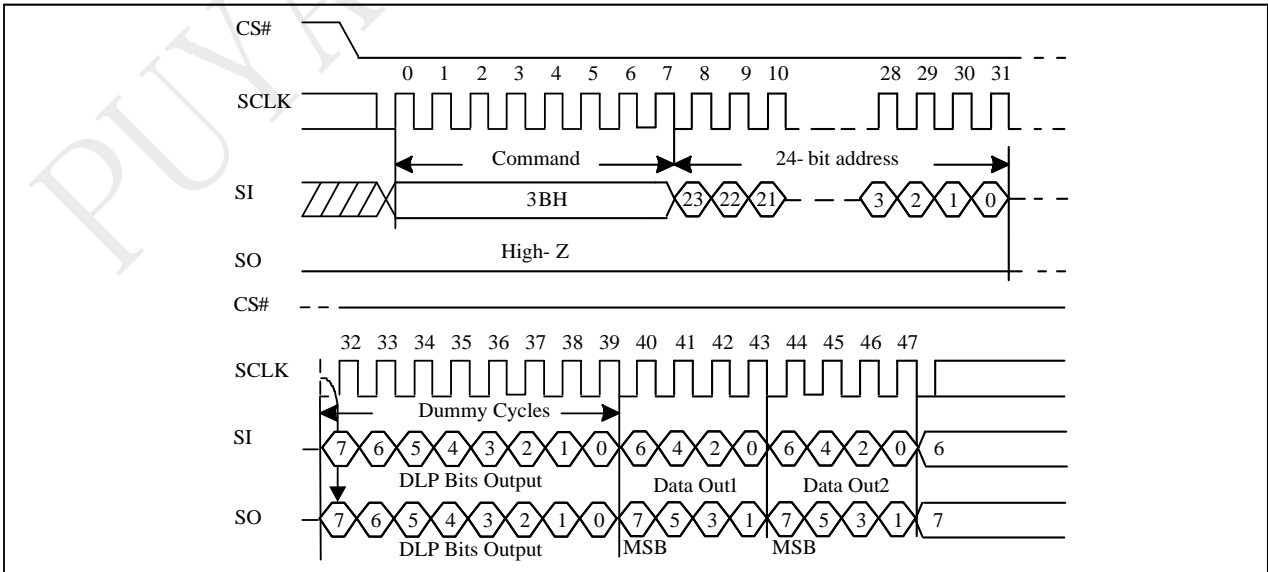 PUYA
CS#
0 1 2 3 4 5 6 7 8 9 10 28 29 30 31
SCLK
Command 24- bit address
SI 3BH 23 22 21 3 2 1 0
High- Z
SO
CS#
32 33 34 35 36 37 38 39 40 41 42 43 44 45 46 47
SCLK
Dummy Cycles
SI 7 6 5 4 3 2 1 0 6 4 2 0 6 4 2 0 6
DLP Bits Output Data Out1 Data Out2
SO 7 6 5 4 3 2 1 0 7 5 3 1 7 5 3 1 7
DLP Bits Output MSB MSB